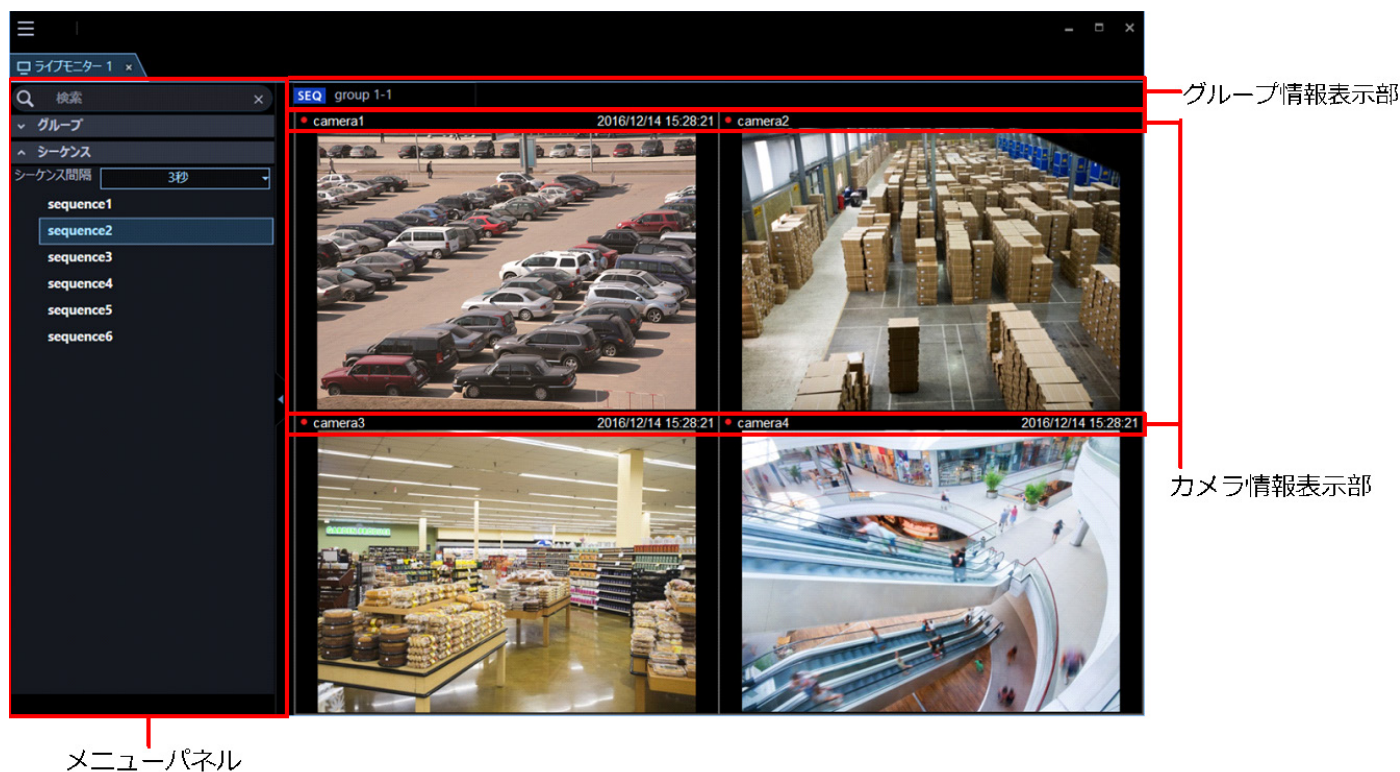 ライブモニター 1
検索
グループ
シーケンス
シーケンス間隔 3秒
sequence1
sequence2
sequence3
sequence4
sequence5
sequence6
SEQ group 1-1
camera1 2016/12/14 15:28:21
camera2
camera3 2016/12/14 15:28:21
camera4 2016/12/14 15:28:21
グループ情報表示部
カメラ情報表示部
メニューパネル